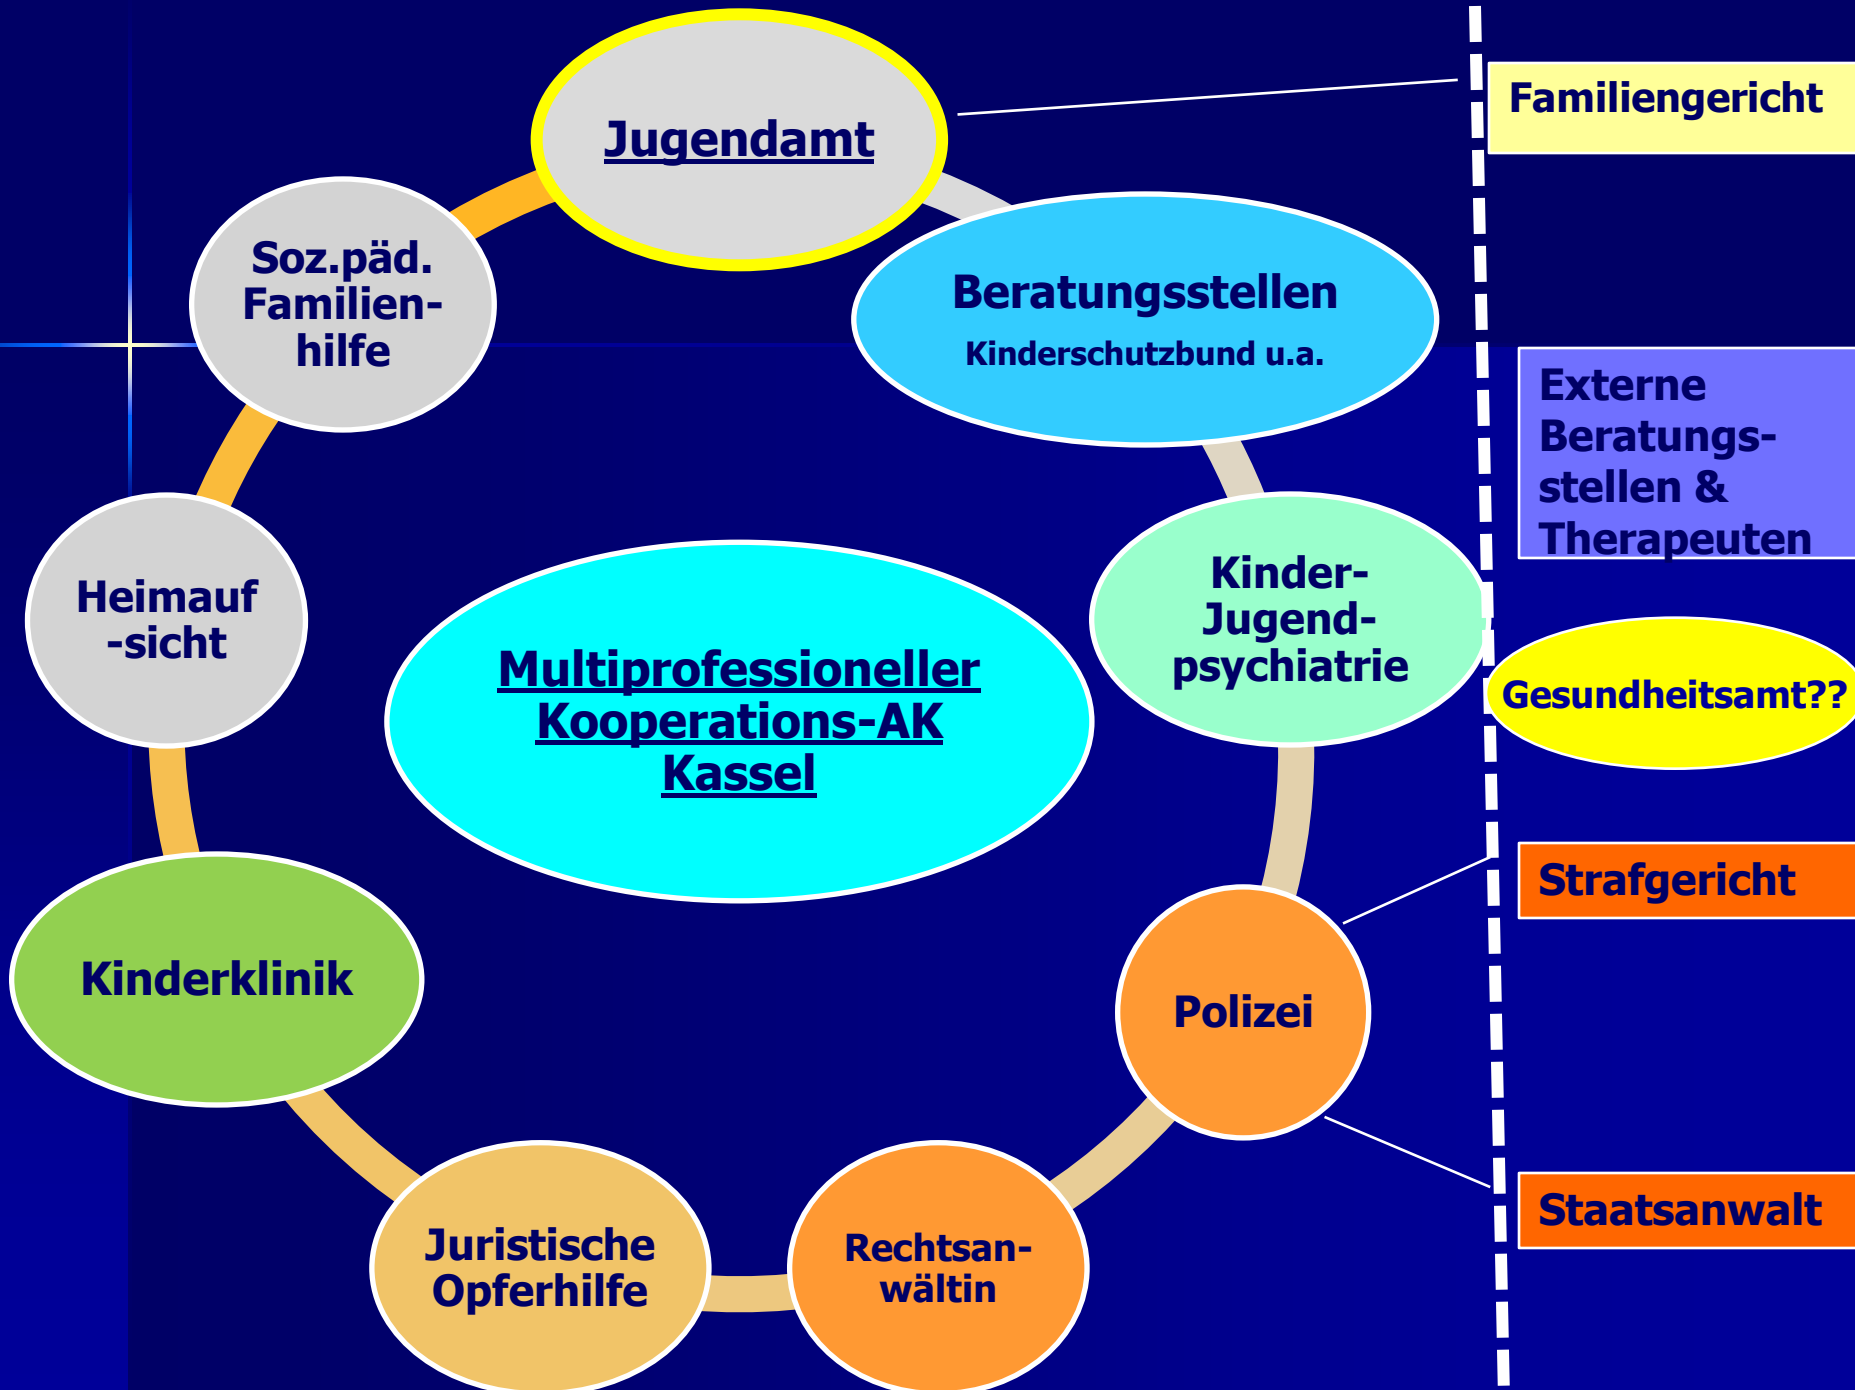 Jugendamt
Familiengericht
Soz.päd.
Familien-
hilfe
Beratungsstellen
Kinderschutzbund u.a.
Externe
Beratungs-
stellen &
Therapeuten
Heimauf
-sicht
Kinder-
Jugend-
psychiatrie
Multiprofessioneller
Kooperations-AK
Kassel
Gesundheitsamt??
Strafgericht
Kinderklinik
Polizei
Staatsanwalt
Juristische
Opferhilfe
Rechtsan-
wältin